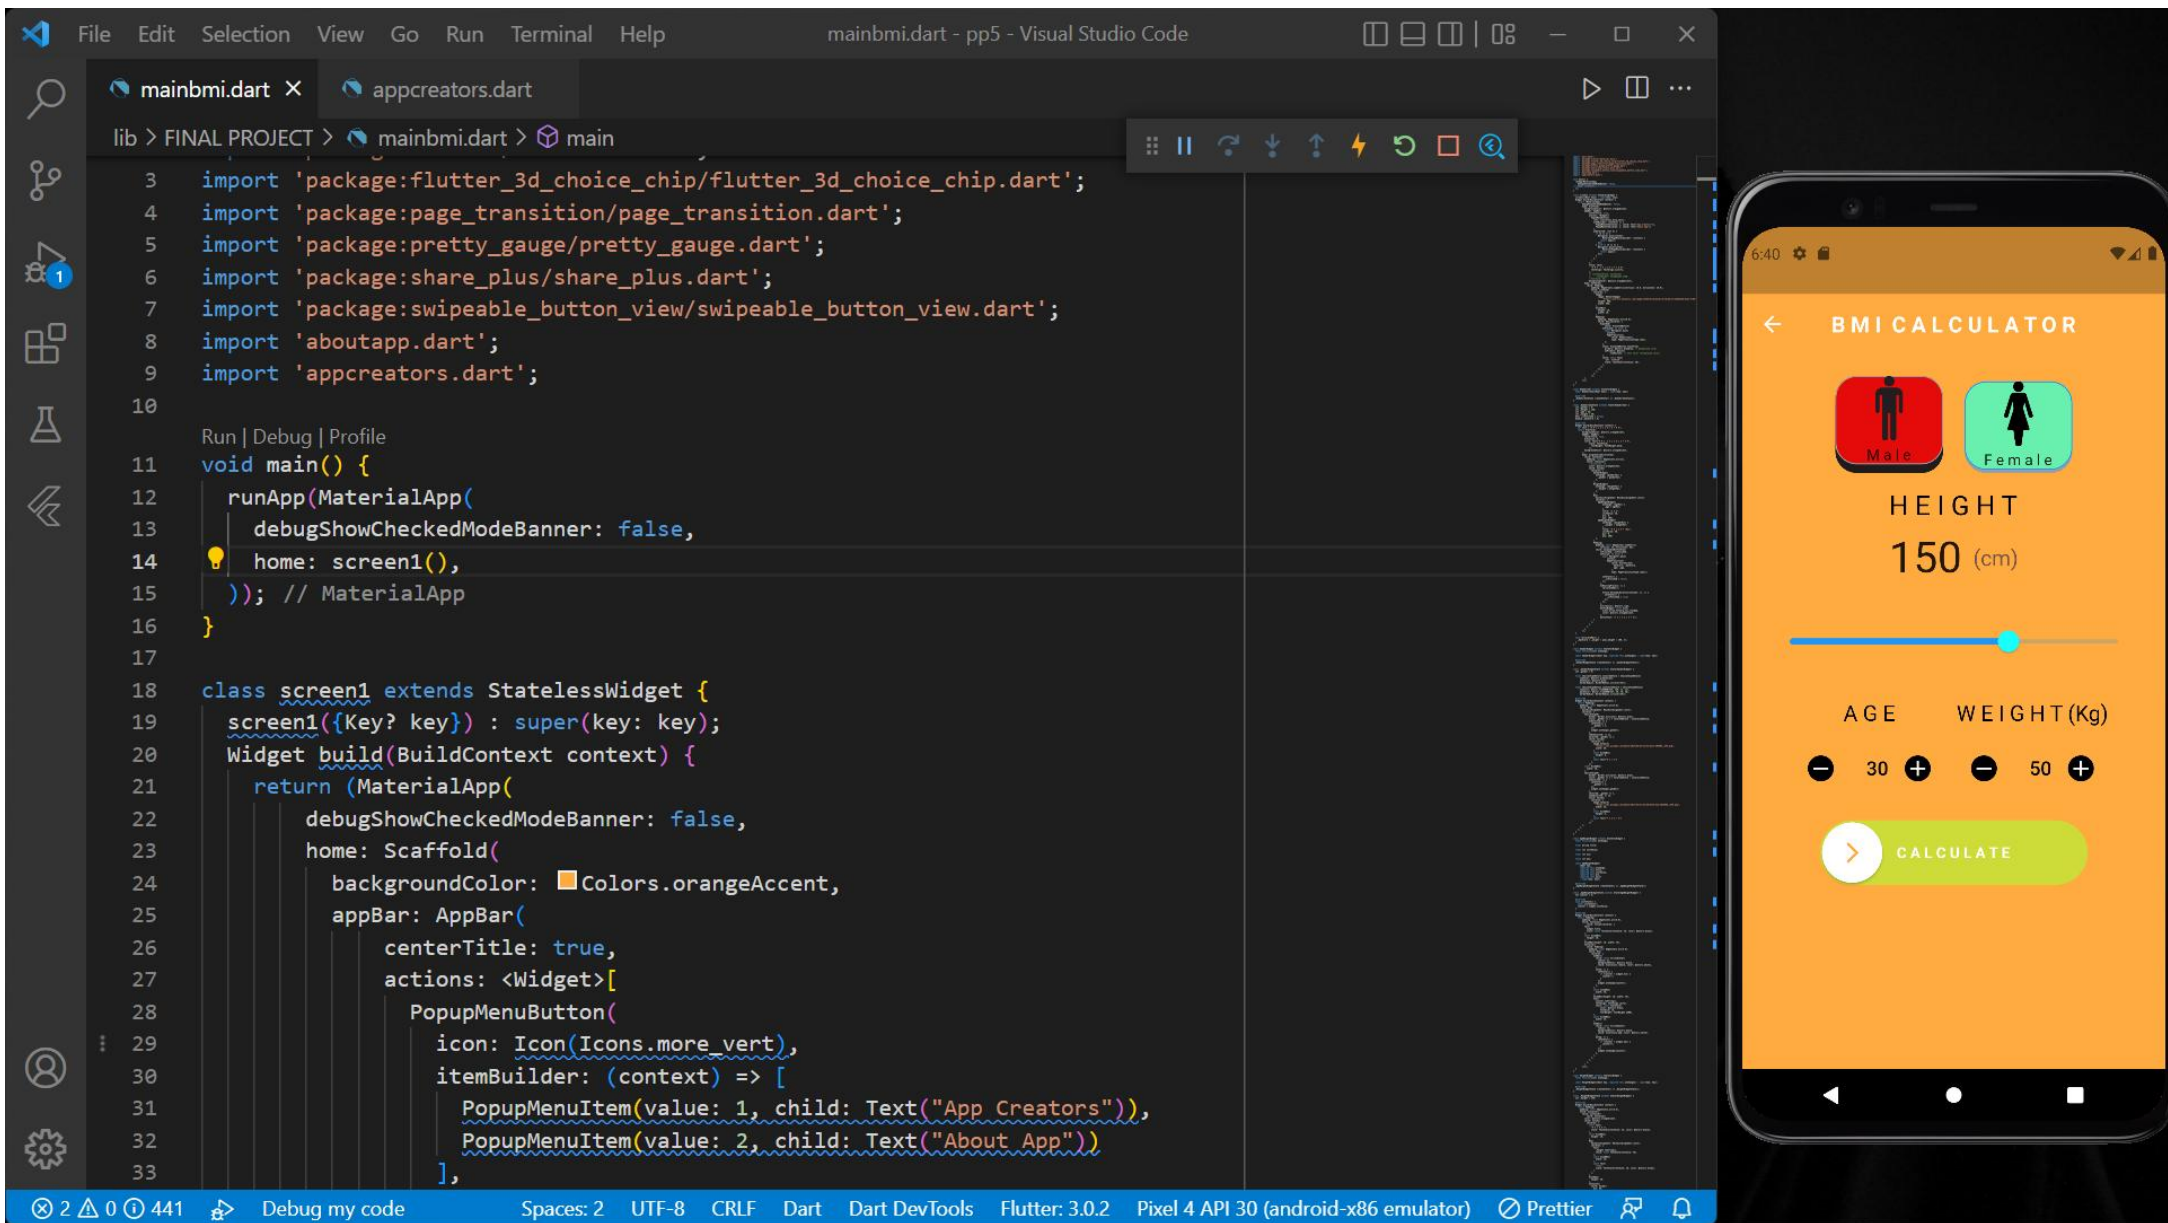 File Edit Selection View Go Run Terminal Help mainbmi.dart - pp5 - Visual Studio Code
mainbmi.dart appcreators.dart
lib > FINAL PROJECT > mainbmi.dart > main
3 import 'package:flutter_3d_choice_chip/flutter_3d_choice_chip.dart';
4 import 'package:page_transition/page_transition.dart';
5 import 'package:pretty_gauge/pretty_gauge.dart';
6 import 'package:share_plus/share_plus.dart';
7 import 'package:swipeable_button_view/swipeable_button_view.dart';
8 import 'aboutapp.dart';
9 import 'appcreators.dart';
10
Run | Debug | Profile
11 void main() {
12 runApp(MaterialApp(
13 debugShowCheckedModeBanner: false,
14 home: screen1(),
15 )); // MaterialApp
16 }
17
18 class screen1 extends StatelessWidget {
19 screen1({Key? key}) : super(key: key);
20 Widget build(BuildContext context) {
21 return (MaterialApp(
22 debugShowCheckedModeBanner: false,
23 home: Scaffold(
24 backgroundColor: Colors.orangeAccent,
25 appBar: AppBar(
26 centerTitle: true,
27 actions: <Widget>[
28 PopupMenuButton(
29 icon: Icon(Icons.more_vert),
30 itemBuilder: (context) => [
31 PopupMenuItem(value: 1, child: Text("App Creators")),
32 PopupMenuItem(value: 2, child: Text("About App"))
33 ],
1
2 0 441 Debug my code Spaces: 2 UTF-8 CRLF Dart Dart DevTools Flutter: 3.0.2 Pixel 4 API 30 (android-x86 emulator) Prettier
6:40
BMI CALCULATOR
Male Female
HEIGHT
150 (cm)
AGE WEIGHT(Kg)
30 50
CALCULATE